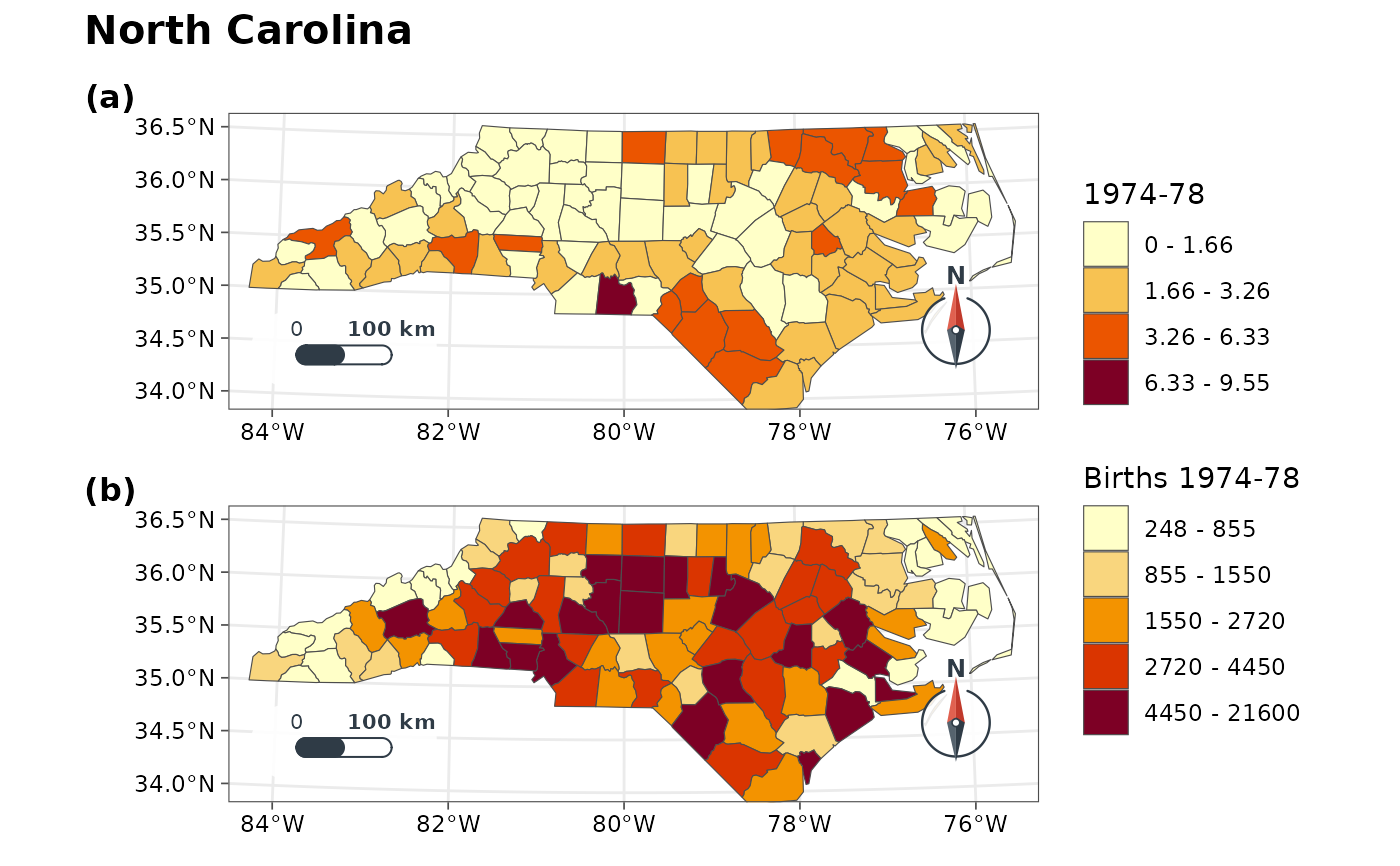 North Carolina
(a)
36.5°N
36.0°N
35.5°N
35.0°N
34.5°N
34.0°N
84°W 82°W 80°W 78°W 76°W
0 100 km
N
1974-78
0 - 1.66
1.66 - 3.26
3.26 - 6.33
6.33 - 9.55
(b)
36.5°N
36.0°N
35.5°N
35.0°N
34.5°N
34.0°N
84°W 82°W 80°W 78°W 76°W
0 100 km
N
Births 1974-78
248 - 855
855 - 1550
1550 - 2720
2720 - 4450
4450 - 21600